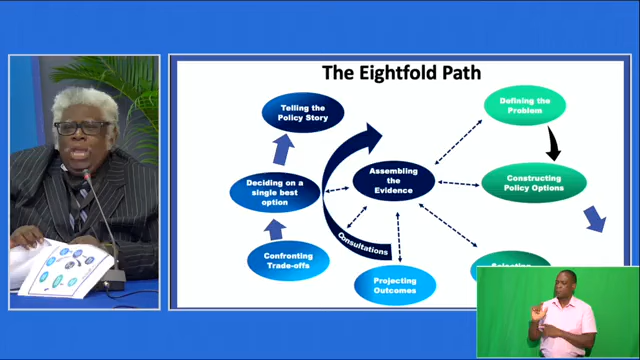 The Eightfold Path
Telling the
Policy Story
Defining the
Problem
Assembling
the
Evidence
Constructing
Policy Options
Deciding on a
single best
option
Consultations
Confronting
Trade-offs
Projecting
Outcomes
Selecting